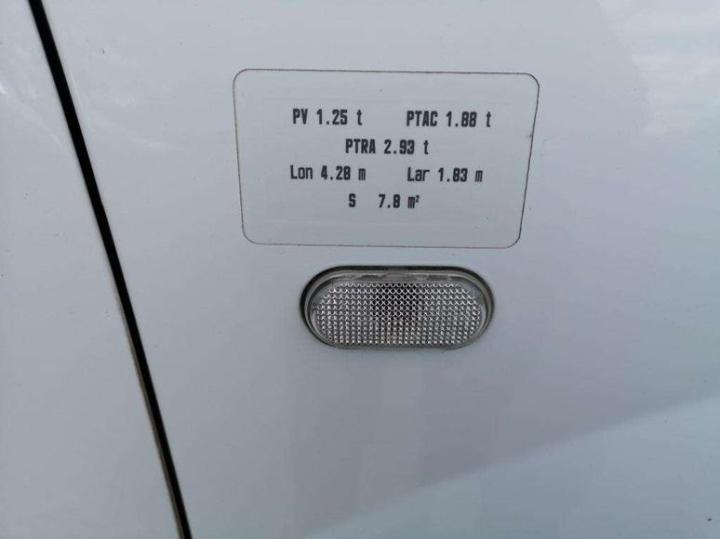 PV 1.25 t PTAC 1.88 t
PTRA 2.93 t
Lon 4.28 m Lar 1.83 m
S 7.8 m²